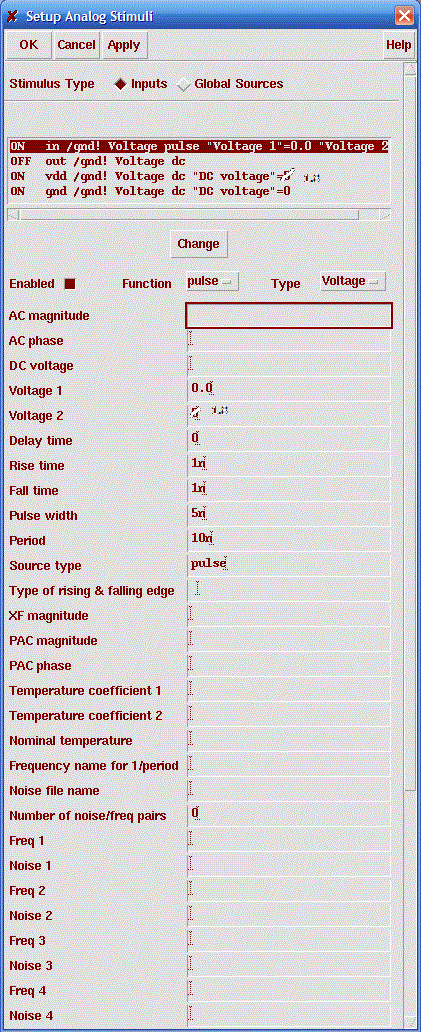 Setup Analog Stimuli
OK Cancel Apply Help
Stimulus Type Inputs Global Sources
ON in /gnd! Voltage pulse "Voltage 1"=0.0 "Voltage 2
OFF out /gnd! Voltage dc
ON vdd /gnd! Voltage dc "DC voltage"=
ON gnd /gnd! Voltage dc "DC voltage"=0
Change
Enabled Function pulse Type Voltage
AC magnitude
AC phase
DC voltage
Voltage 1 0.0
Voltage 2
Delay time 0
Rise time 1n
Fall time 1n
Pulse width 5n
Period 10n
Source type pulse
Type of rising & falling edge
XF magnitude
PAC magnitude
PAC phase
Temperature coefficient 1
Temperature coefficient 2
Nominal temperature
Frequency name for 1/period
Noise file name
Number of noise/freq pairs 0
Freq 1
Noise 1
Freq 2
Noise 2
Freq 3
Noise 3
Freq 4
Noise 4